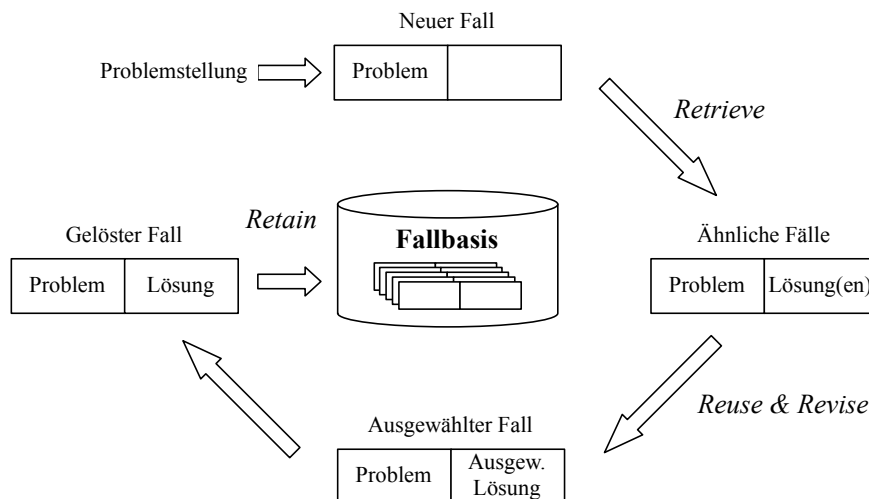 Neuer Fall
Problemstellung
Problem
Retrieve
Gelöster Fall
Retain
Fallbasis
Ähnliche Fälle
Problem
Lösung
Problem
Lösung(en)
Reuse & Revise
Ausgewählter Fall
Problem
Ausgew.
Lösung